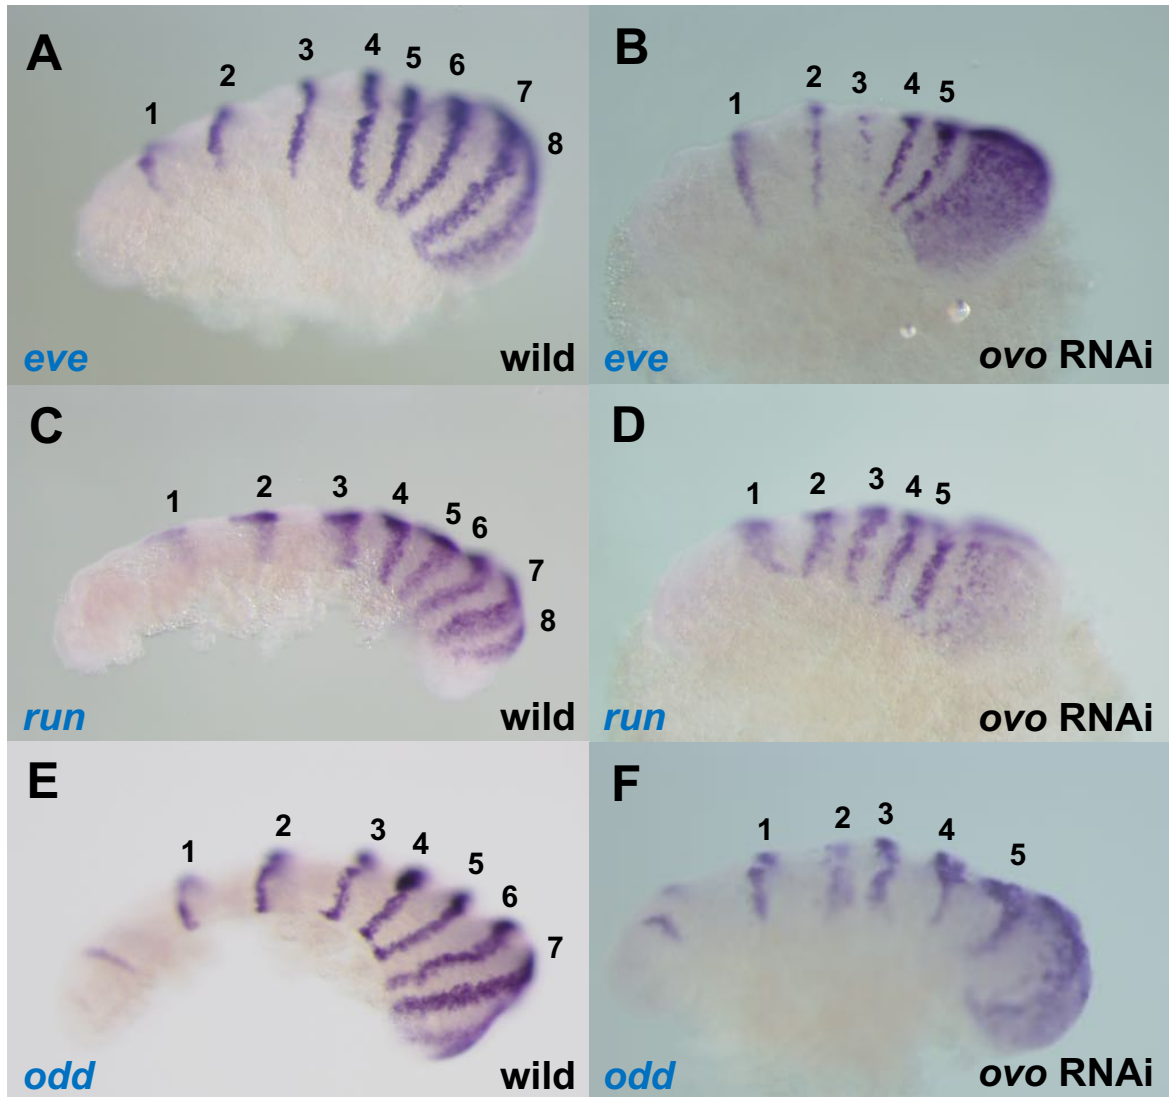 A
1 2 3 4 5 6 7 8
eve wild
B
1 2 3 4 5
eve ovo RNAi
C
1 2 3 4 5 6 7 8
run wild
D
1 2 3 4 5
run ovo RNAi
E
1 2 3 4 5 6 7
odd wild
F
1 2 3 4 5
odd ovo RNAi